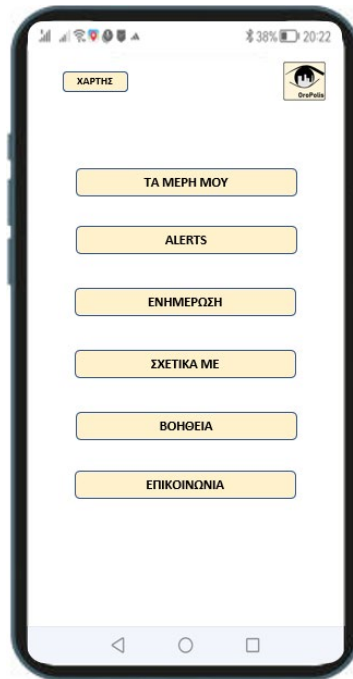 38% 20:22
ΧΑΡΤΗΣ
OroPolis
ΤΑ ΜΕΡΗ ΜΟΥ
ALERTS
ΕΝΗΜΕΡΩΣΗ
ΣΧΕΤΙΚΑ ΜΕ
ΒΟΗΘΕΙΑ
ΕΠΙΚΟΙΝΩΝΙΑ